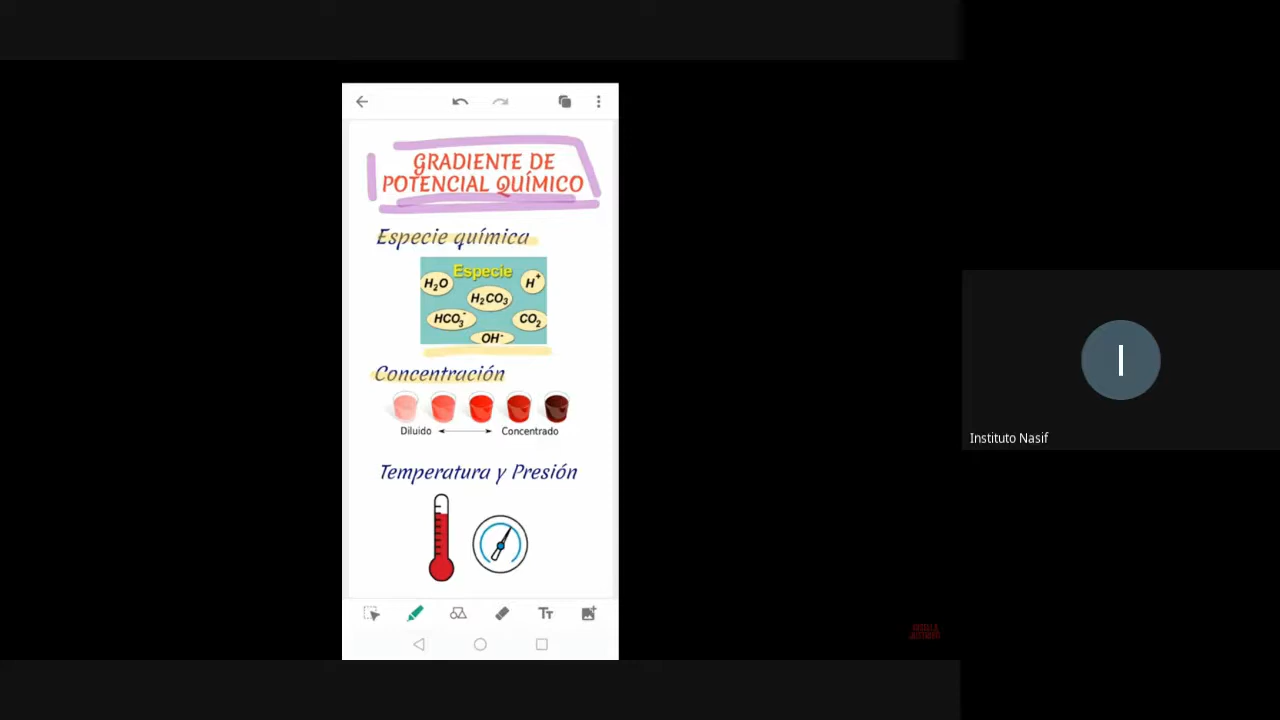 GRADIENTE DE
POTENCIAL QUÍMICO
Especie química
Especie
H₂O
H⁺
H₂CO₃
HCO₃⁻
CO₂
OH⁻
Concentración
Diluido
Concentrado
Temperatura y Presión
Tт
I
Instituto Nasif